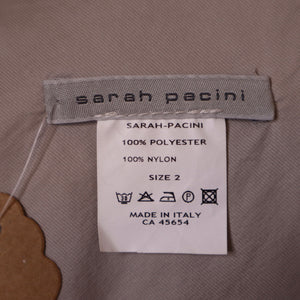 sarah pacini
SARAH-PACINI
100% POLYESTER
100% NYLON
SIZE 2
MADE IN ITALY
CA 45654